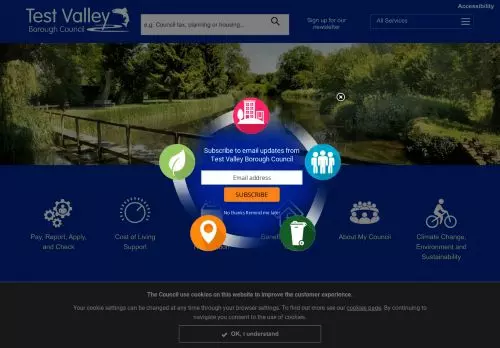 Accessibility
Test Valley
Borough Council
e.g. Council tax, planning or housing...
Sign up for our
newsletter
All Services
Subscribe to email updates from
Test Valley Borough Council
Email address
SUBSCRIBE
No thanks Remind me later
Pay, Report, Apply,
and Check
Cost of Living
Support
About My Council
Climate Change,
Environment and
Sustainability
The Council use cookies on this website to improve the customer experience.
Your cookie settings can be changed at any time through your browser settings. To find out more see our cookies page. By continuing to
navigate you consent to the use of cookies.
OK, I understand